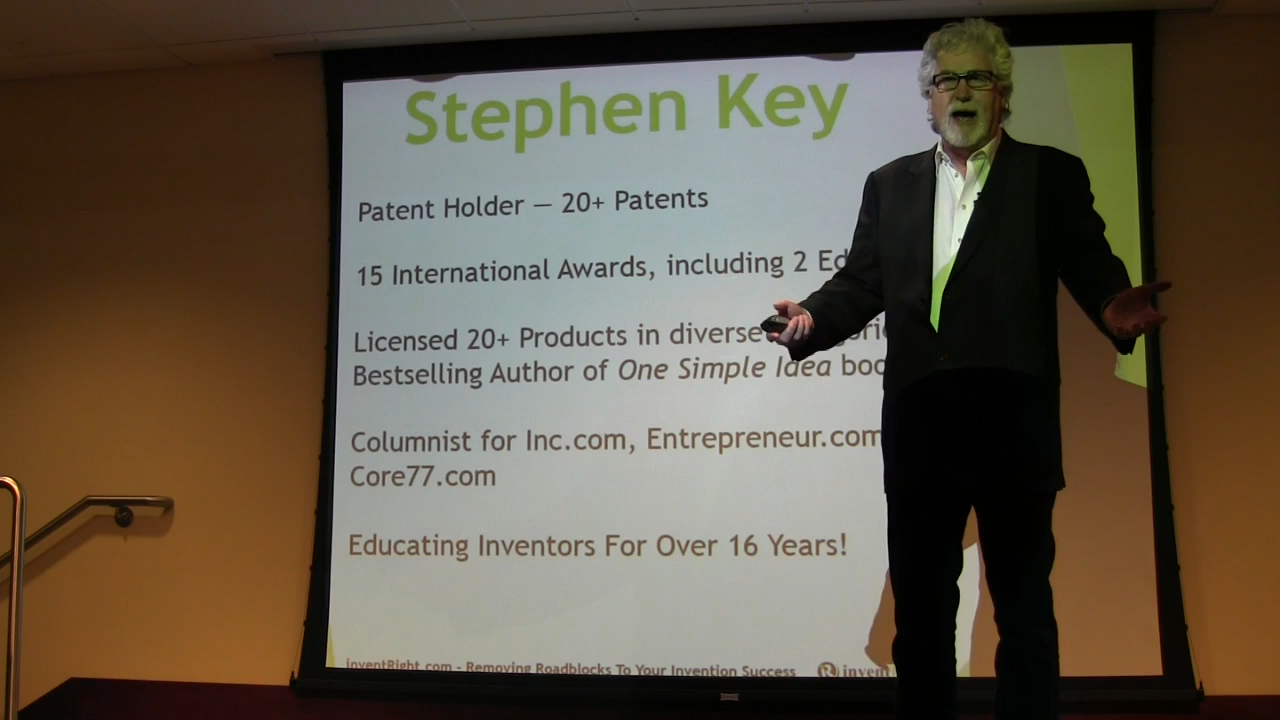 Stephen Key
Patent Holder — 20+ Patents
15 International Awards, including 2
Licensed 20+ Products in diverse
Bestselling Author of One Simple Idea
Columnist for Inc.com, Entrepreneur.com
Core77.com
Educating Inventors For Over 16 Years!
inventRight.com - Removing Roadblocks To Your Invention Success R invent